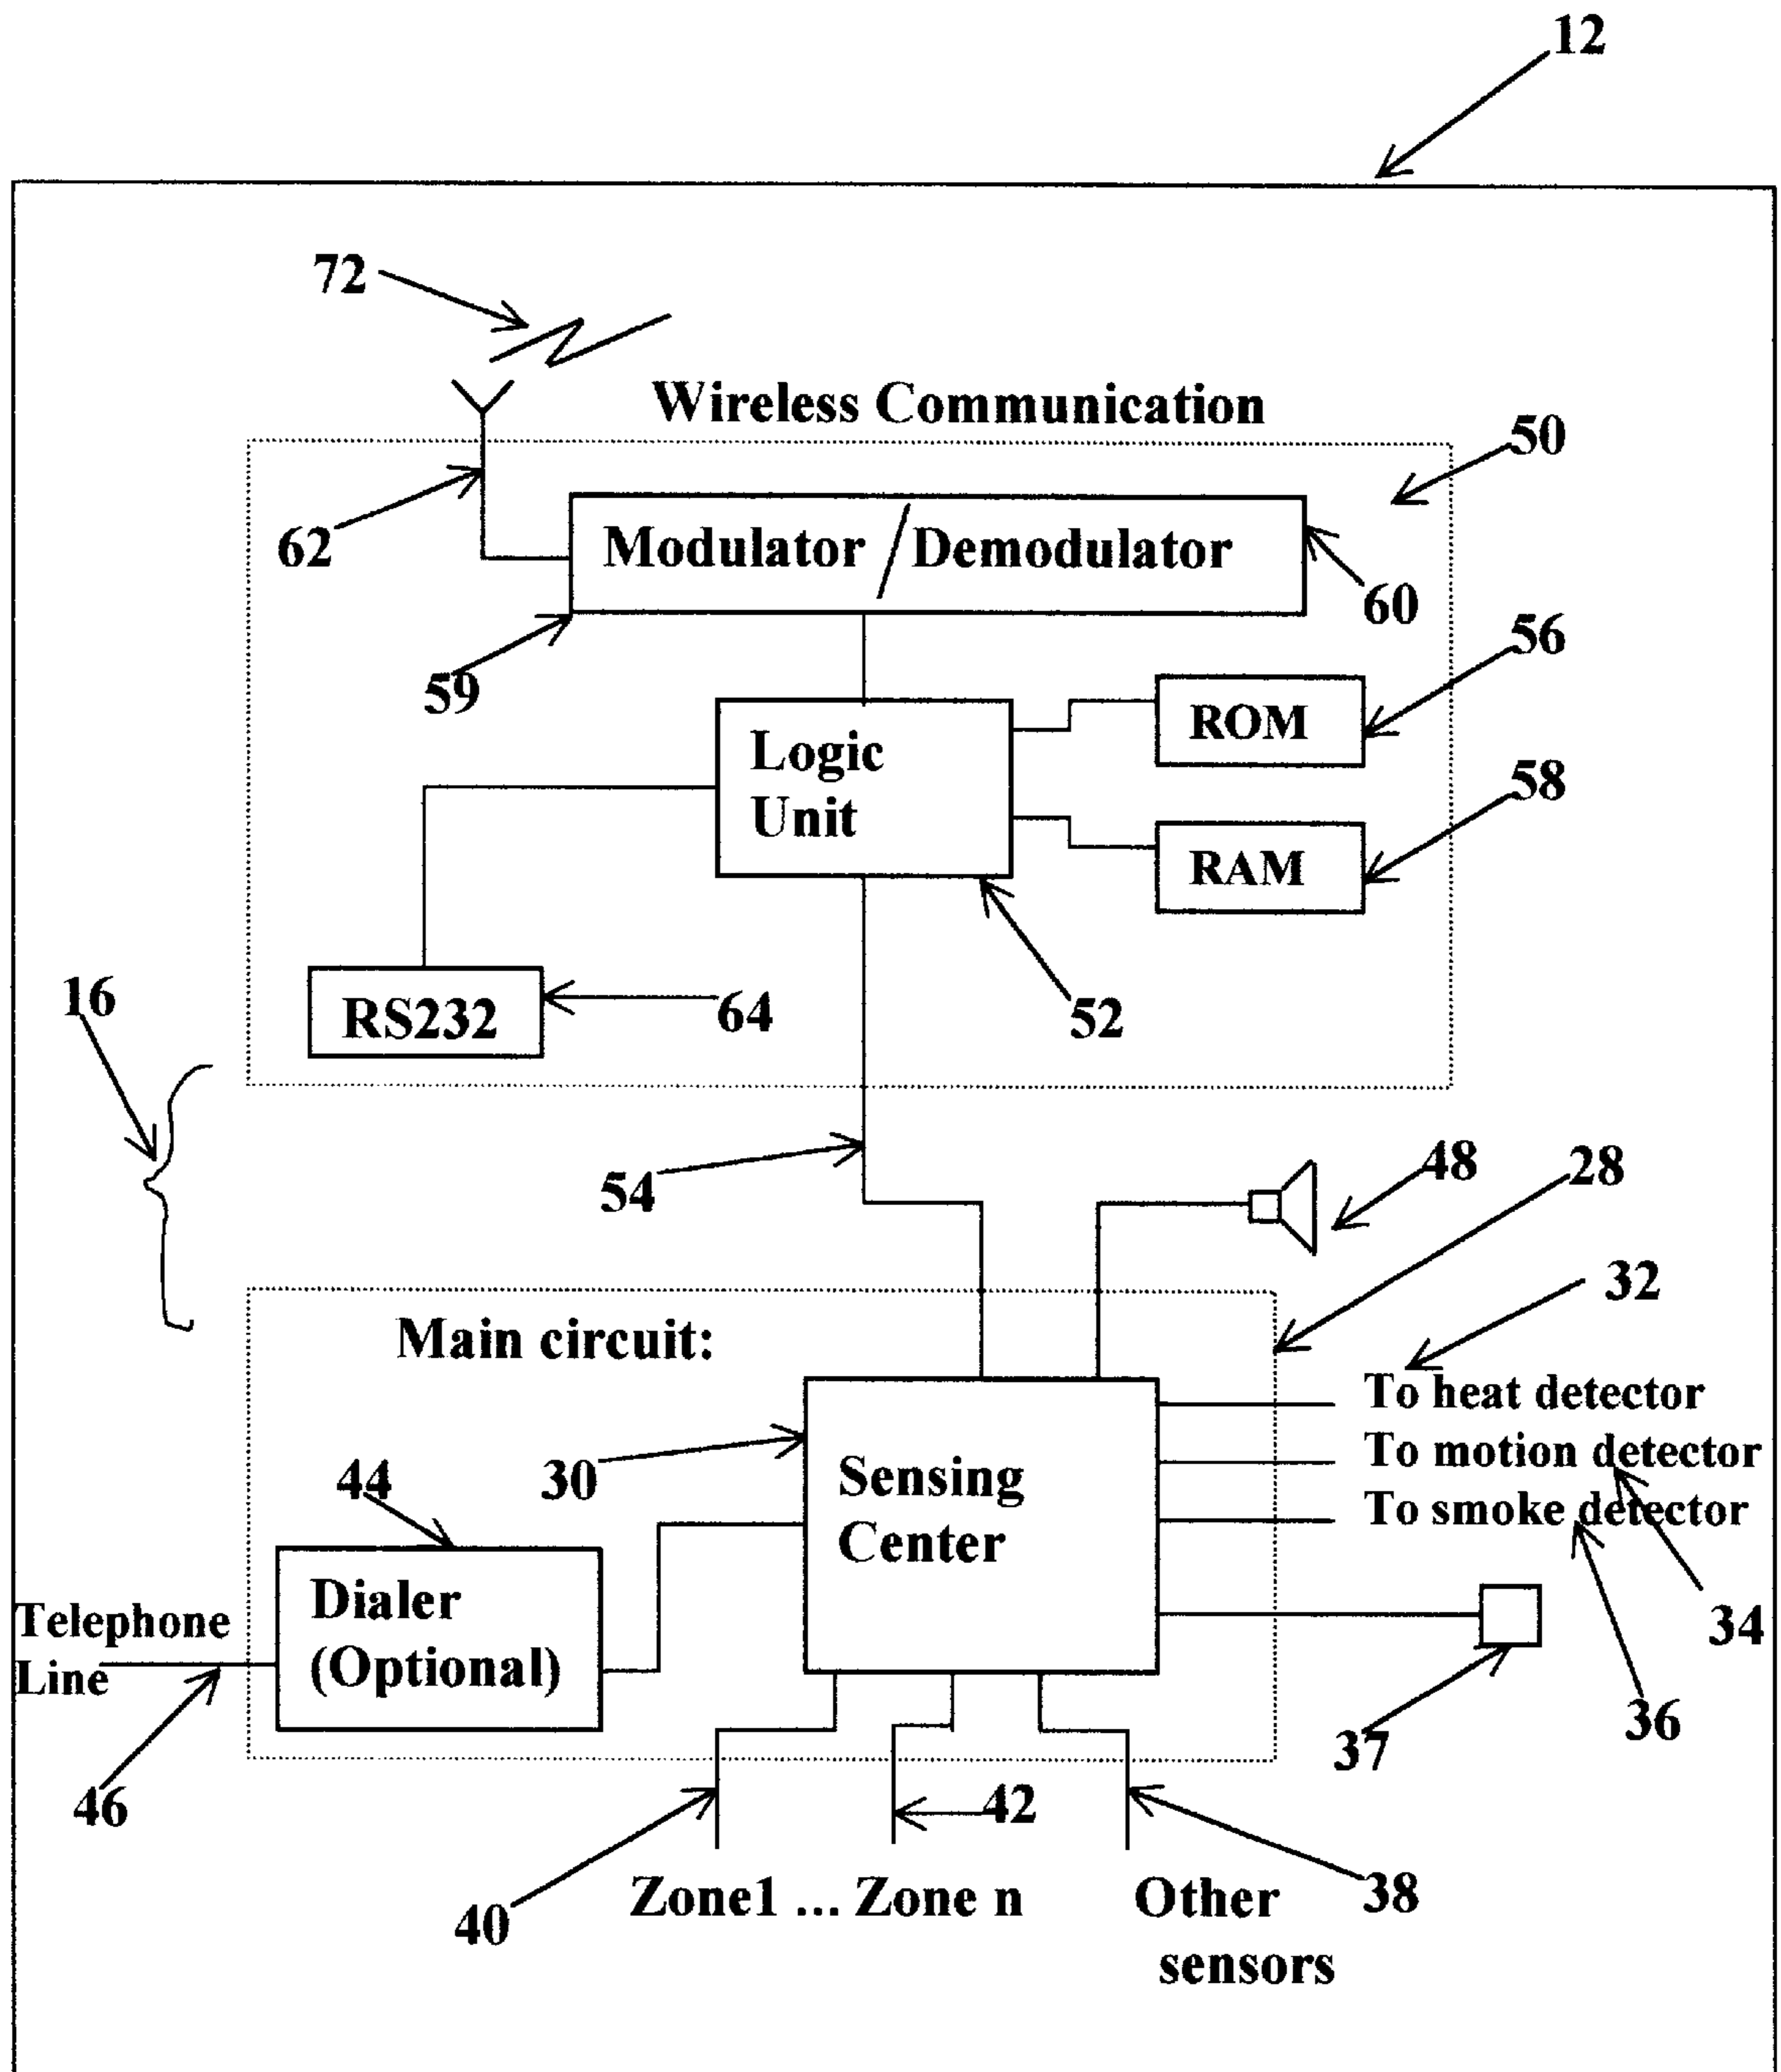 12
72
Wireless Communication
50
62
Modulator / Demodulator
60
59
56
ROM
Logic
Unit
58
RAM
16
RS232
64
52
54
48
28
32
Main circuit:
To heat detector
44
30
Sensing
Center
To motion detector
To smoke detector
Telephone
Line
Dialer
(Optional)
34
36
37
46
42
40
Zone1 ... Zone n
Other
sensors
38